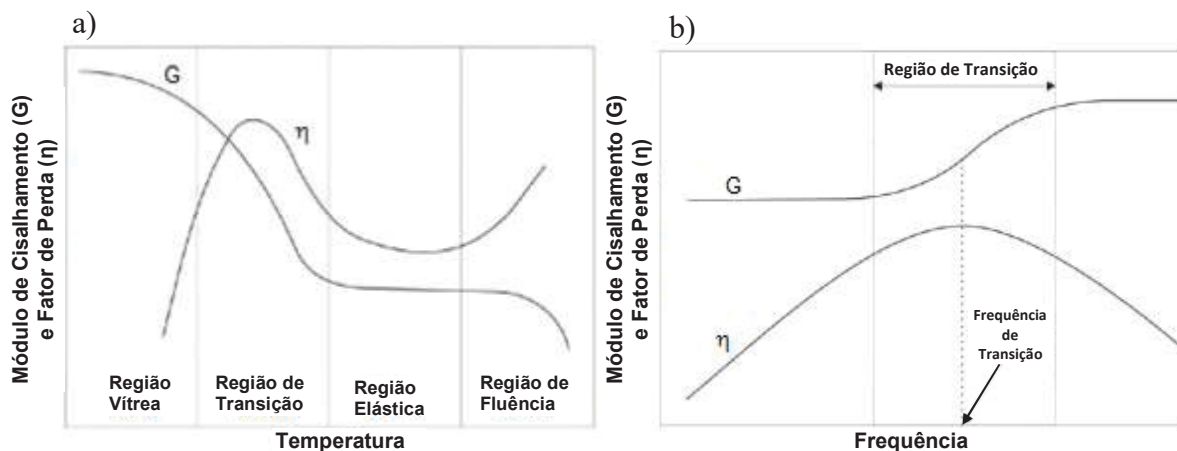 a)
Módulo de Cisalhamento (G)
e Fator de Perda (η)
G
η
Região
Vítrea
Região de
Transição
Região
Elástica
Região de
Fluência
Temperatura
b)
Módulo de Cisalhamento (G)
e Fator de Perda (η)
Região de Transição
G
η
Frequência
de
Transição
Frequência